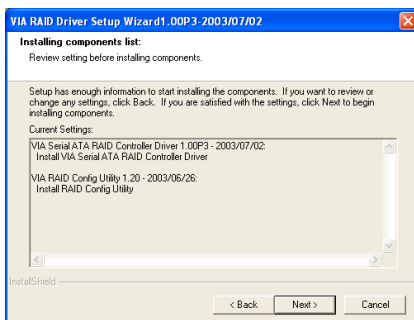 VIA RAID Driver Setup Wizard1.00P3-2003/07/02
Installing components list:
Review setting before installing components.
Setup has enough information to start installing the components. If you want to review or
change any settings, click Back. If you are satisfied with the settings, click Next to begin
installing components.
Current Settings:
VIA Serial ATA RAID Controller Driver 1.00P3 - 2003/07/02:
Install VIA Serial ATA RAID Controller Driver
VIA RAID Config Utility 1.20 - 2003/06/26:
Install RAID Config Utility
InstallShield
< Back
Next >
Cancel